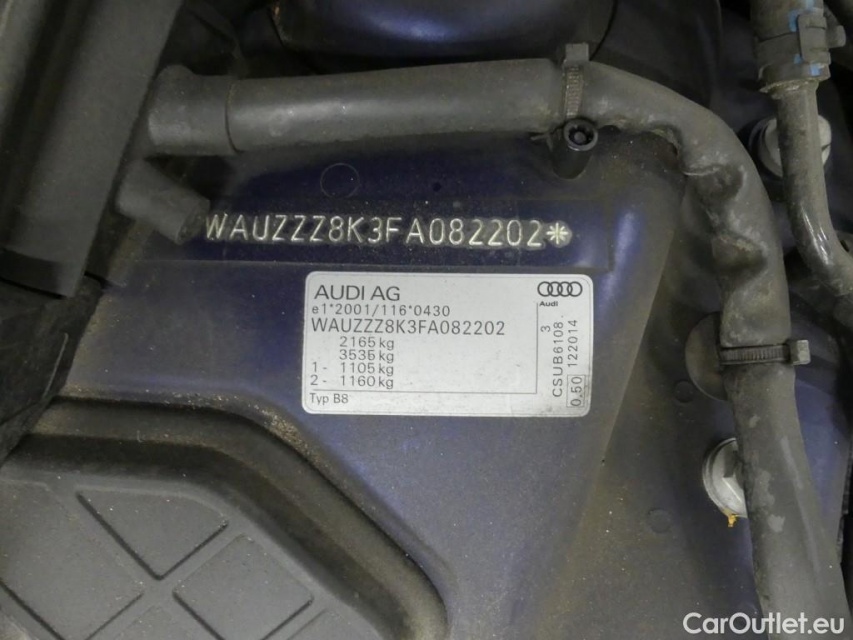 WAUZZZ8K3FA082202*
AUDI AG
e1*2001/116*0430
WAUZZZ8K3FA082202
2165 kg
3535 kg
1 - 1105 kg
2 - 1160 kg
Typ B8
Audi
3
CSUB6108
122014
0,50
CarOutlet.eu